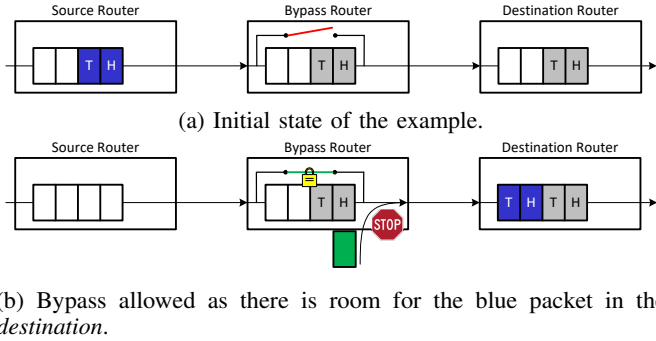 Source Router Bypass Router Destination Router
T H T H T H
(a) Initial state of the example.
Source Router Bypass Router Destination Router
T H T H T H T H
STOP
(b) Bypass allowed as there is room for the blue packet in the
destination.